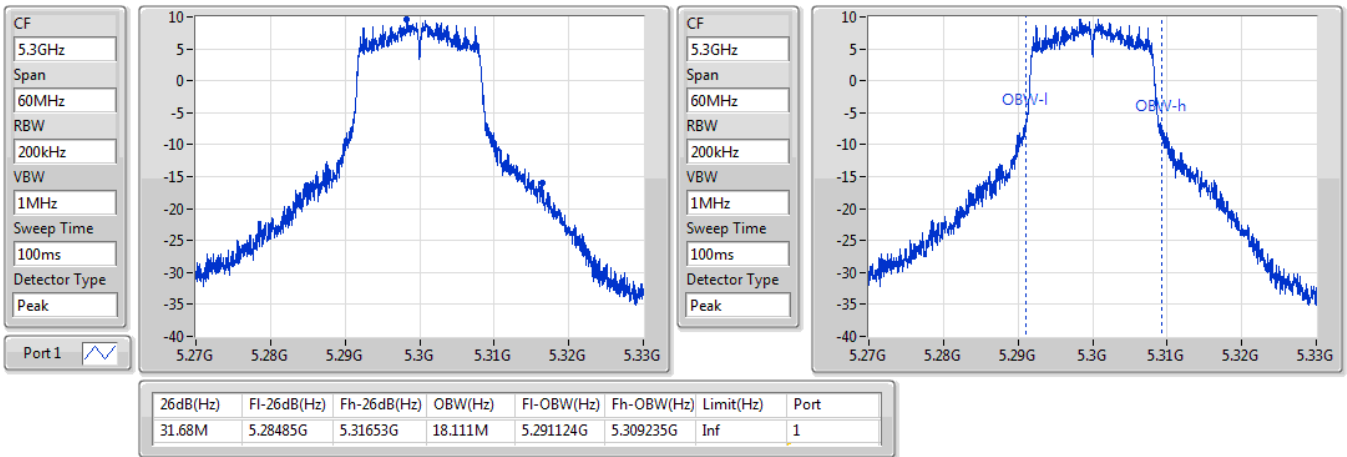 CF
5.3GHz
Span
60MHz
RBW
200kHz
VBW
1MHz
Sweep Time
100ms
Detector Type
Peak
Port 1
10
5
0
-5
-10
-15
-20
-25
-30
-35
-40
5.27G 5.28G 5.29G 5.3G 5.31G 5.32G 5.33G
CF
5.3GHz
Span
60MHz
RBW
200kHz
VBW
1MHz
Sweep Time
100ms
Detector Type
Peak
10
5
0
-5
-10
-15
-20
-25
-30
-35
-40
OBW-l
OBW-h
5.27G 5.28G 5.29G 5.3G 5.31G 5.32G 5.33G
26dB(Hz) Fl-26dB(Hz) Fh-26dB(Hz) OBW(Hz) Fl-OBW(Hz) Fh-OBW(Hz) Limit(Hz) Port
31.68M 5.28485G 5.31653G 18.111M 5.291124G 5.309235G Inf 1